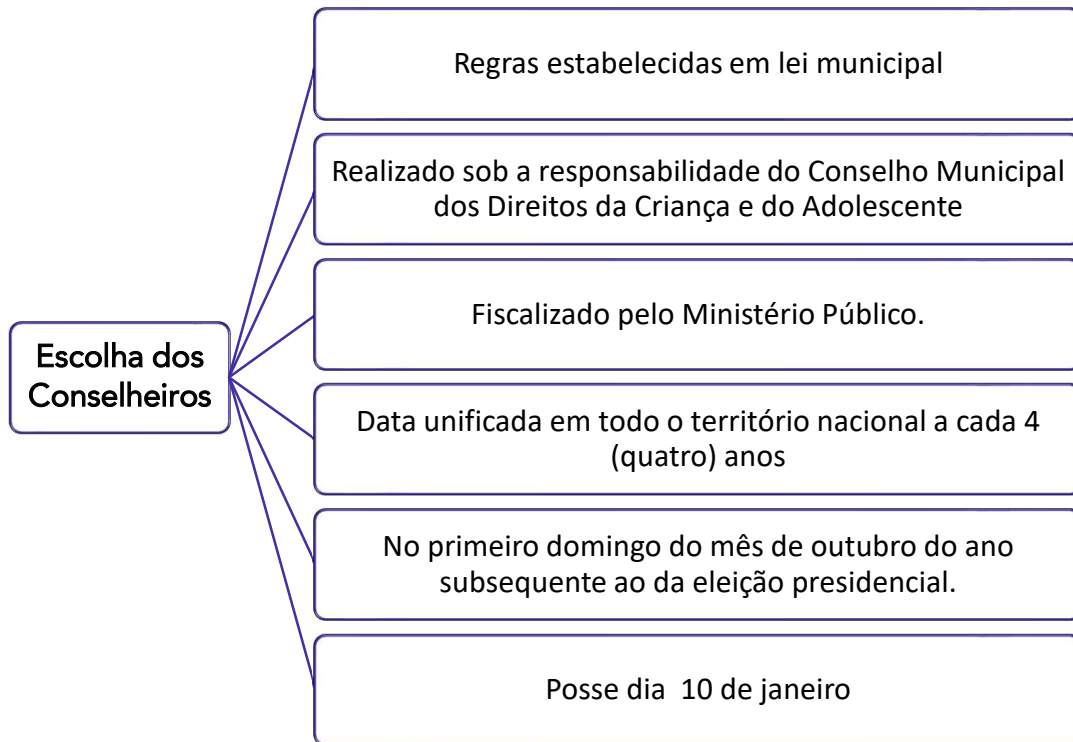 Regras estabelecidas em lei municipal
Realizado sob a responsabilidade do Conselho Municipal
dos Direitos da Criança e do Adolescente
Fiscalizado pelo Ministério Público.
Escolha dos
Conselheiros
Data unificada em todo o território nacional a cada 4
(quatro) anos
No primeiro domingo do mês de outubro do ano
subsequente ao da eleição presidencial.
Posse dia 10 de janeiro